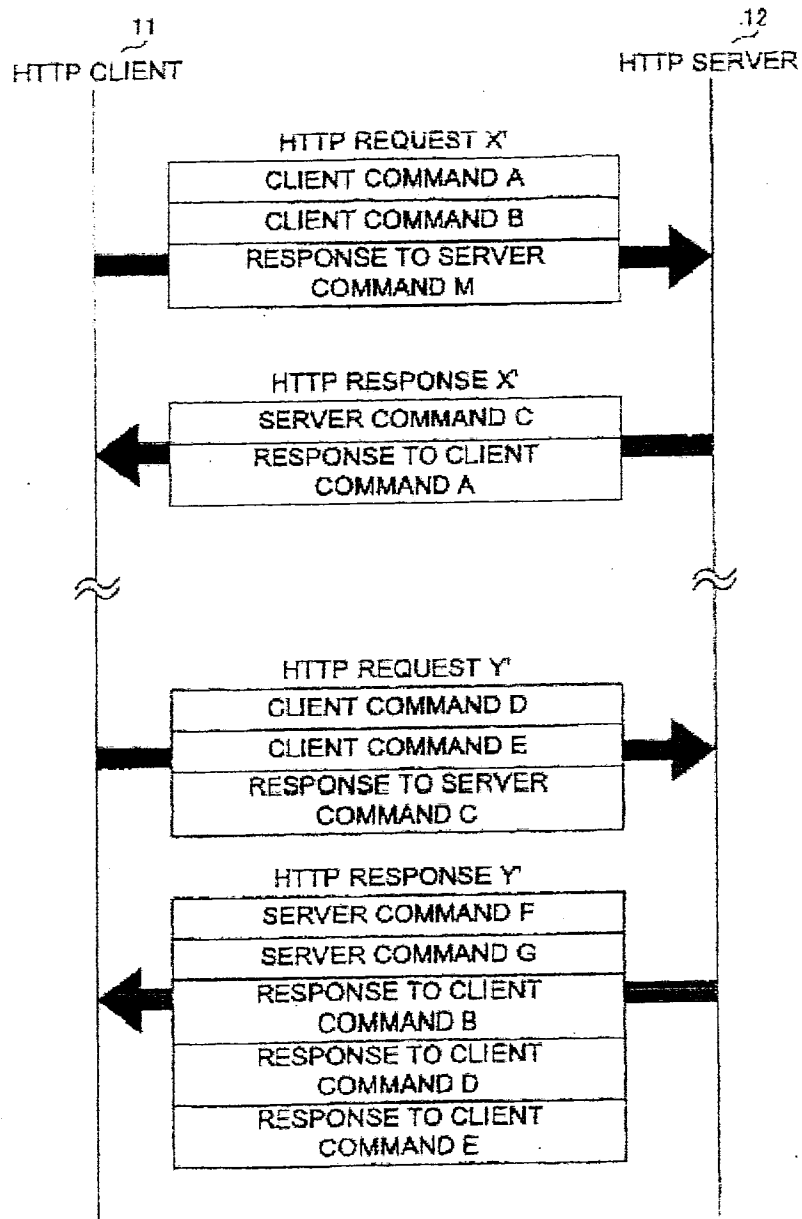 11
HTTP CLIENT
12
HTTP SERVER
HTTP REQUEST X'
CLIENT COMMAND A
CLIENT COMMAND B
RESPONSE TO SERVER
COMMAND M
HTTP RESPONSE X'
SERVER COMMAND C
RESPONSE TO CLIENT
COMMAND A
HTTP REQUEST Y'
CLIENT COMMAND D
CLIENT COMMAND E
RESPONSE TO SERVER
COMMAND C
HTTP RESPONSE Y'
SERVER COMMAND F
SERVER COMMAND G
RESPONSE TO CLIENT
COMMAND B
RESPONSE TO CLIENT
COMMAND D
RESPONSE TO CLIENT
COMMAND E